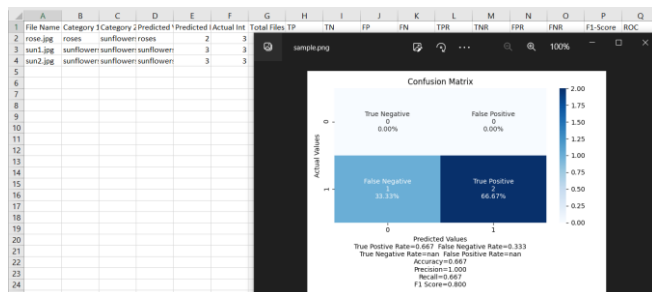 A B C D E F G H I J K L M N O P Q
1 File Name Category 1 Category 2 Predicted Predicted Actual Int Total Files TP TN FP FN TPR TNR FPR FNR F1-Score ROC
2 rose.jpg roses sunflowers roses 2 3
3 sun1.jpg sunflowers sunflowers sunflowers 3 3
4 sun2.jpg sunflowers sunflowers sunflowers 3 3
5
6
7
8
9
10
11
12
13
14
15
16
17
18
19
20
21
22
23
24
sample.png 100%
Confusion Matrix
True Negative
0
0.00%
False Positive
0
0.00%
False Negative
1
33.33%
True Positive
2
66.67%
Actual Values
0
1
0 1
Predicted Values
2.00
1.75
1.50
1.25
1.00
0.75
0.50
0.25
0.00
True Postive Rate=0.667 False Negative Rate=0.333
True Negative Rate=nan False Positive Rate=nan
Accuracy=0.667
Precision=1.000
Recall=0.667
F1 Score=0.800